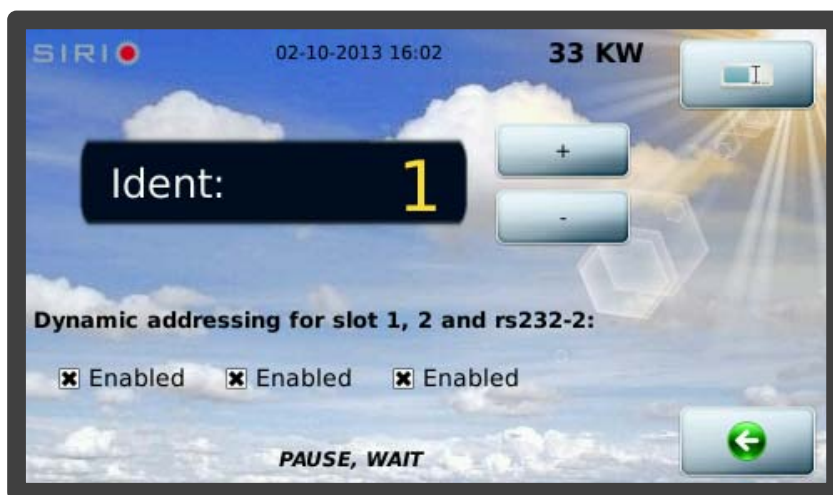 SIRIO 02-10-2013 16:02 33 KW
Ident: 1
+
-
Dynamic addressing for slot 1, 2 and rs232-2:
Enabled Enabled Enabled
PAUSE, WAIT